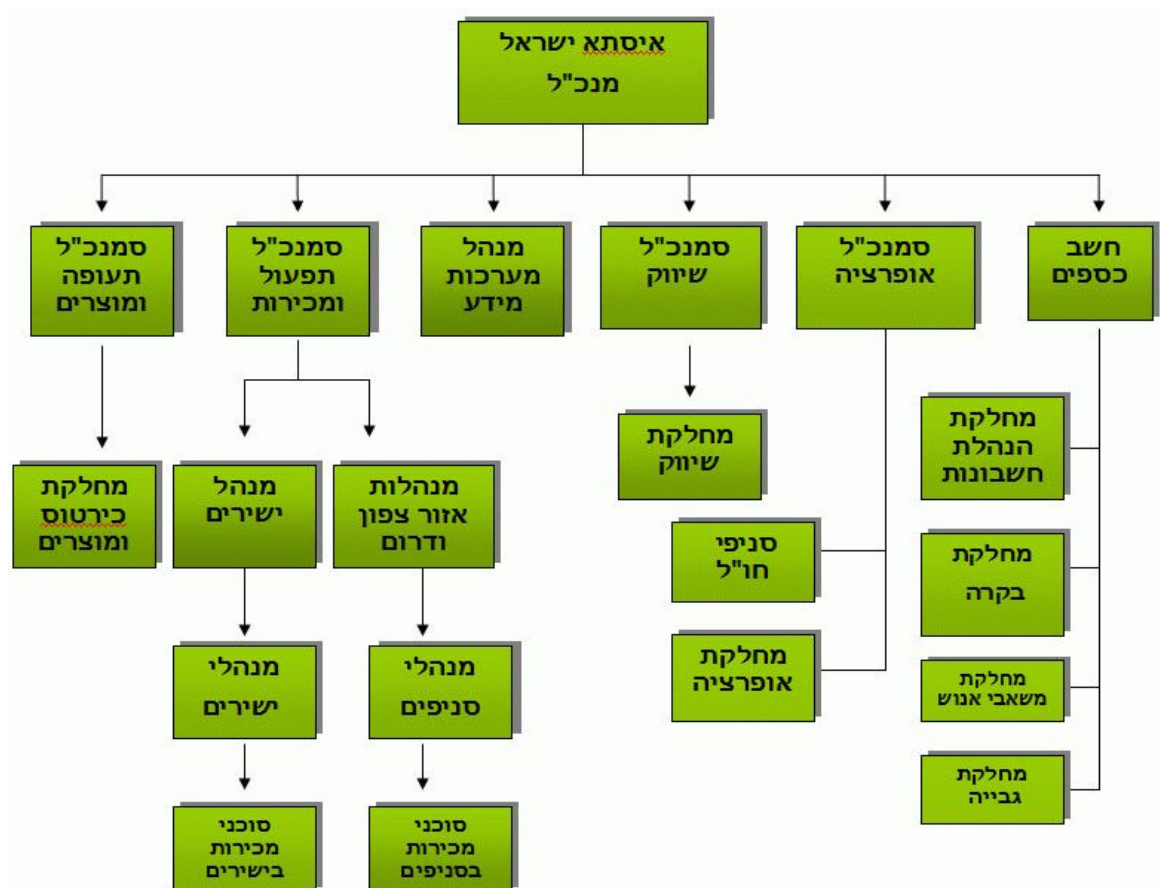 איסתא ישראל
מנכ"ל
חשב
כספים
סמנכ"ל
אופרציה
סמנכ"ל
שיווק
מנהל
מערכות
מידע
סמנכ"ל
תפעול
ומכירות
סמנכ"ל
תעופה
ומוצרים
מחלקת
הנהלת
חשבונות
מחלקת
בקרה
מחלקת
משאבי אנוש
מחלקת
גבייה
סניפי
חו"ל
מחלקת
אופרציה
מחלקת
שיווק
מנהלות
אזור צפון
ודרום
מנהל
ישירים
מחלקת
כירטוס
ומוצרים
מנהלי
סניפים
מנהלי
ישירים
סוכני
מכירות
בסניפים
סוכני
מכירות
בישירים